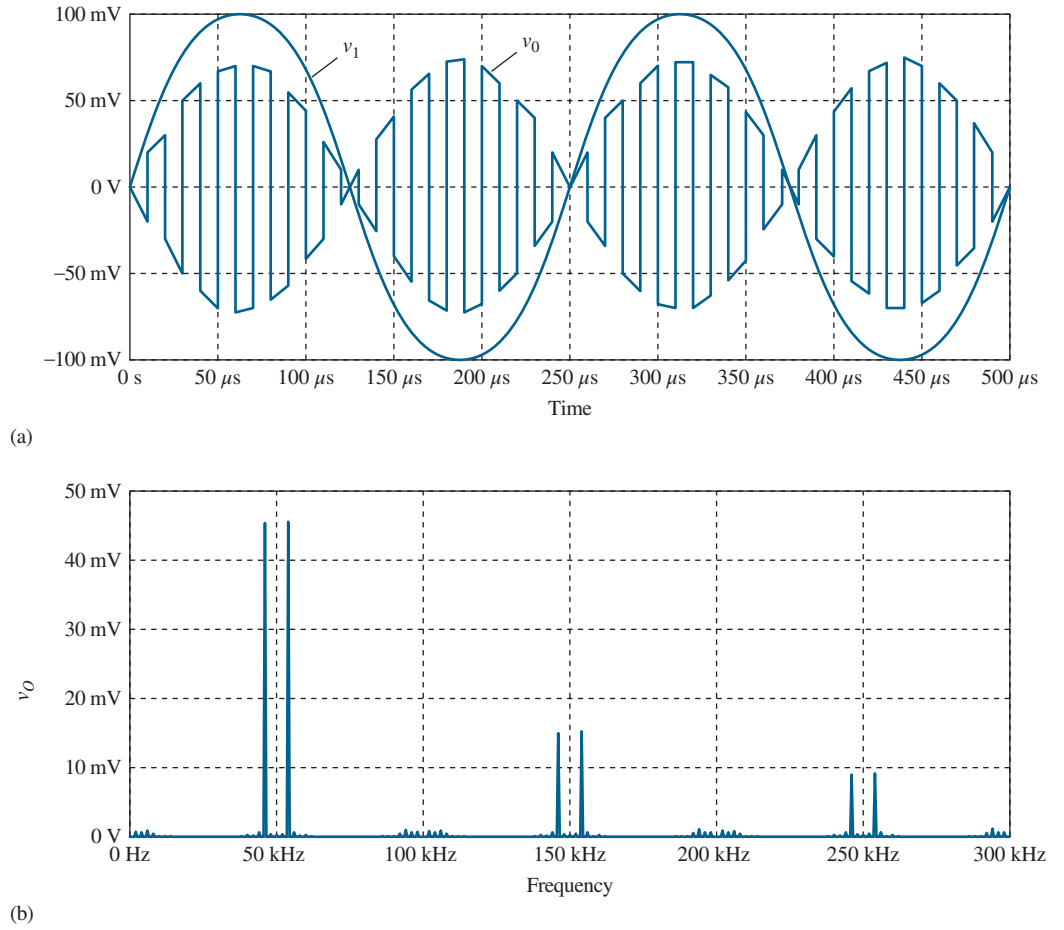 100 mV
v1
v0
50 mV
0 V
−50 mV
−100 mV
0 s 50 µs 100 µs 150 µs 200 µs 250 µs 300 µs 350 µs 400 µs 450 µs 500 µs
Time
(a)
50 mV
40 mV
30 mV
vO
20 mV
10 mV
0 V
0 Hz 50 kHz 100 kHz 150 kHz 200 kHz 250 kHz 300 kHz
Frequency
(b)